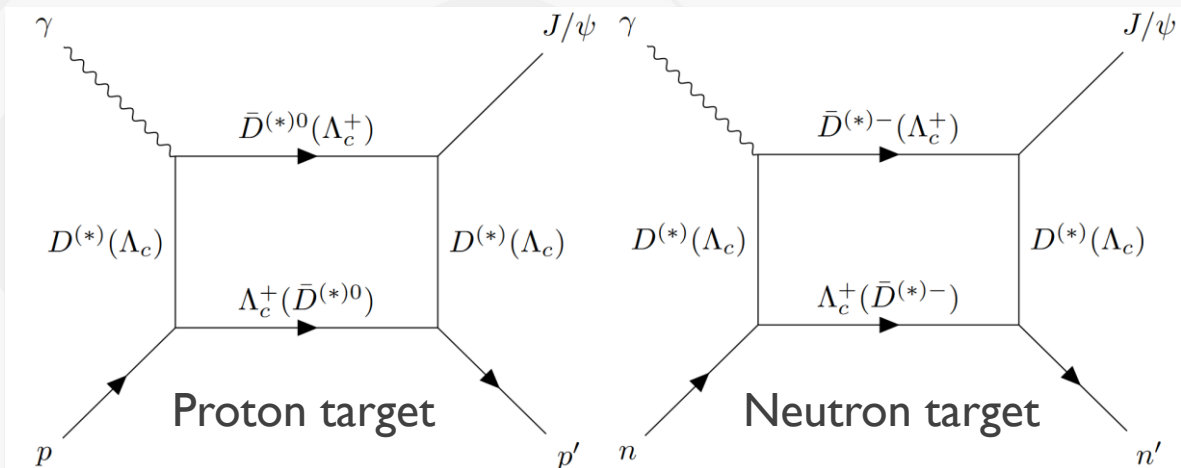 γ
J/ψ
D̄(*)0(Λc+)
D(*)(Λc)
D(*)(Λc)
Λc+(D̄(*)0)
Proton target
p
p′
γ
J/ψ
D̄(*)−(Λc+)
D(*)(Λc)
D(*)(Λc)
Λc+(D̄(*)−)
Neutron target
n
n′